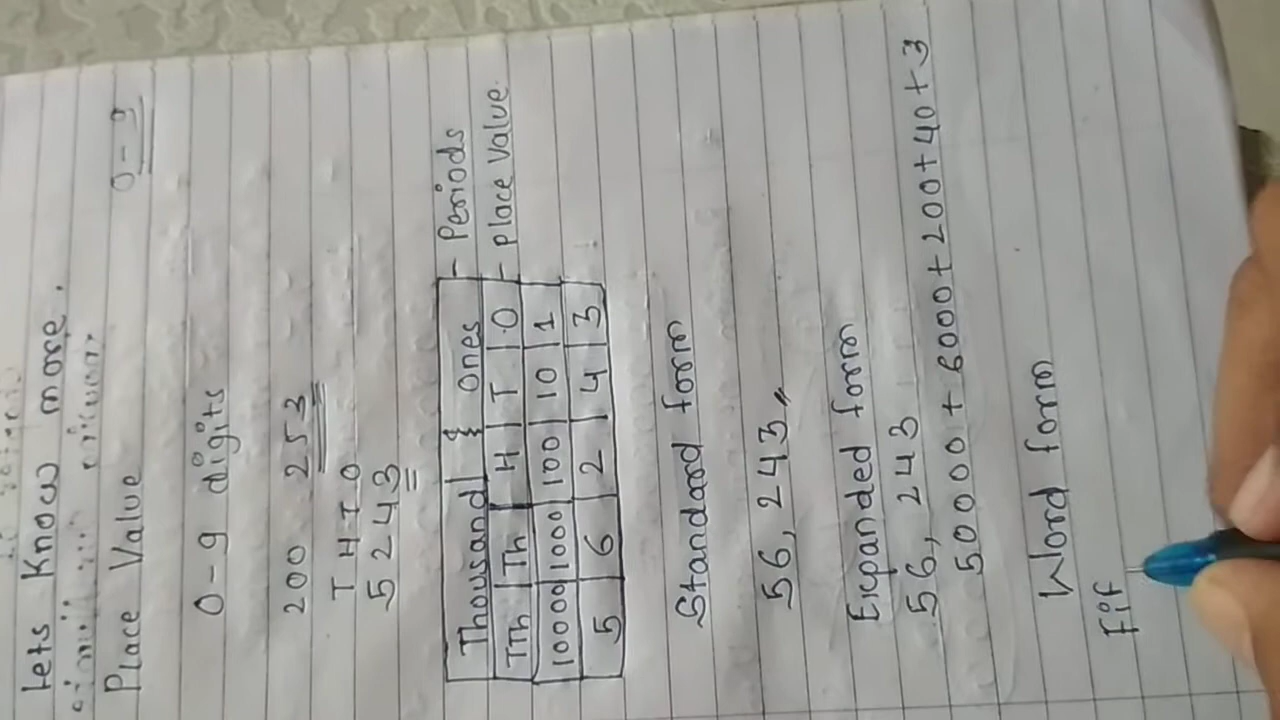 Lets Know more.
Place Value 0-9
0-9 digits
200 253
T H T O
5 2 4 3
Thousand Ones - Periods
TTh Th H T O - Place Value.
10000 1000 100 10 1
5 6 2 4 3
Standard form
56, 243
Expanded form
56, 243
50000+6000+200+40+3
Word form
fif